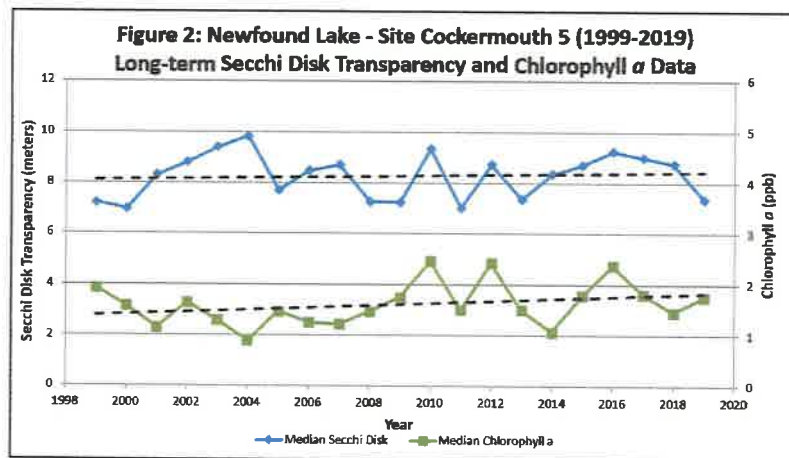 Figure 2: Newfound Lake - Site Cockermouth 5 (1999-2019)
Long-term Secchi Disk Transparency and Chlorophyll a Data
12
10
8
6
4
2
0
Secchi Disk Transparency (meters)
6
5
4
3
2
1
0
Chlorophyll a (ppb)
1998 2000 2002 2004 2006 2008 2010 2012 2014 2016 2018 2020
Year
Median Secchi Disk Median Chlorophyll a